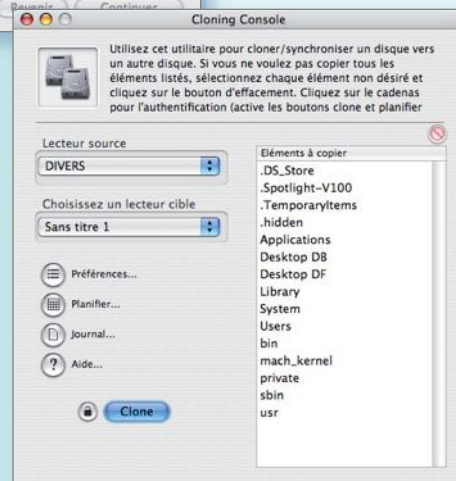 Revenir Continuer
Cloning Console
Utilisez cet utilitaire pour cloner/synchroniser un disque vers
un autre disque. Si vous ne voulez pas copier tous les
éléments listés, sélectionnez chaque élément non désiré et
cliquez sur le bouton d'effacement. Cliquez sur le cadenas
pour l'authentification (active les boutons clone et planifier
Lecteur source
DIVERS
Choisissez un lecteur cible
Sans titre 1
Préférences...
Planifier...
Journal...
Aide...
Clone
Eléments à copier
.DS_Store
.Spotlight-V100
.TemporaryItems
.hidden
Applications
Desktop DB
Desktop DF
Library
System
Users
bin
mach_kernel
private
sbin
usr